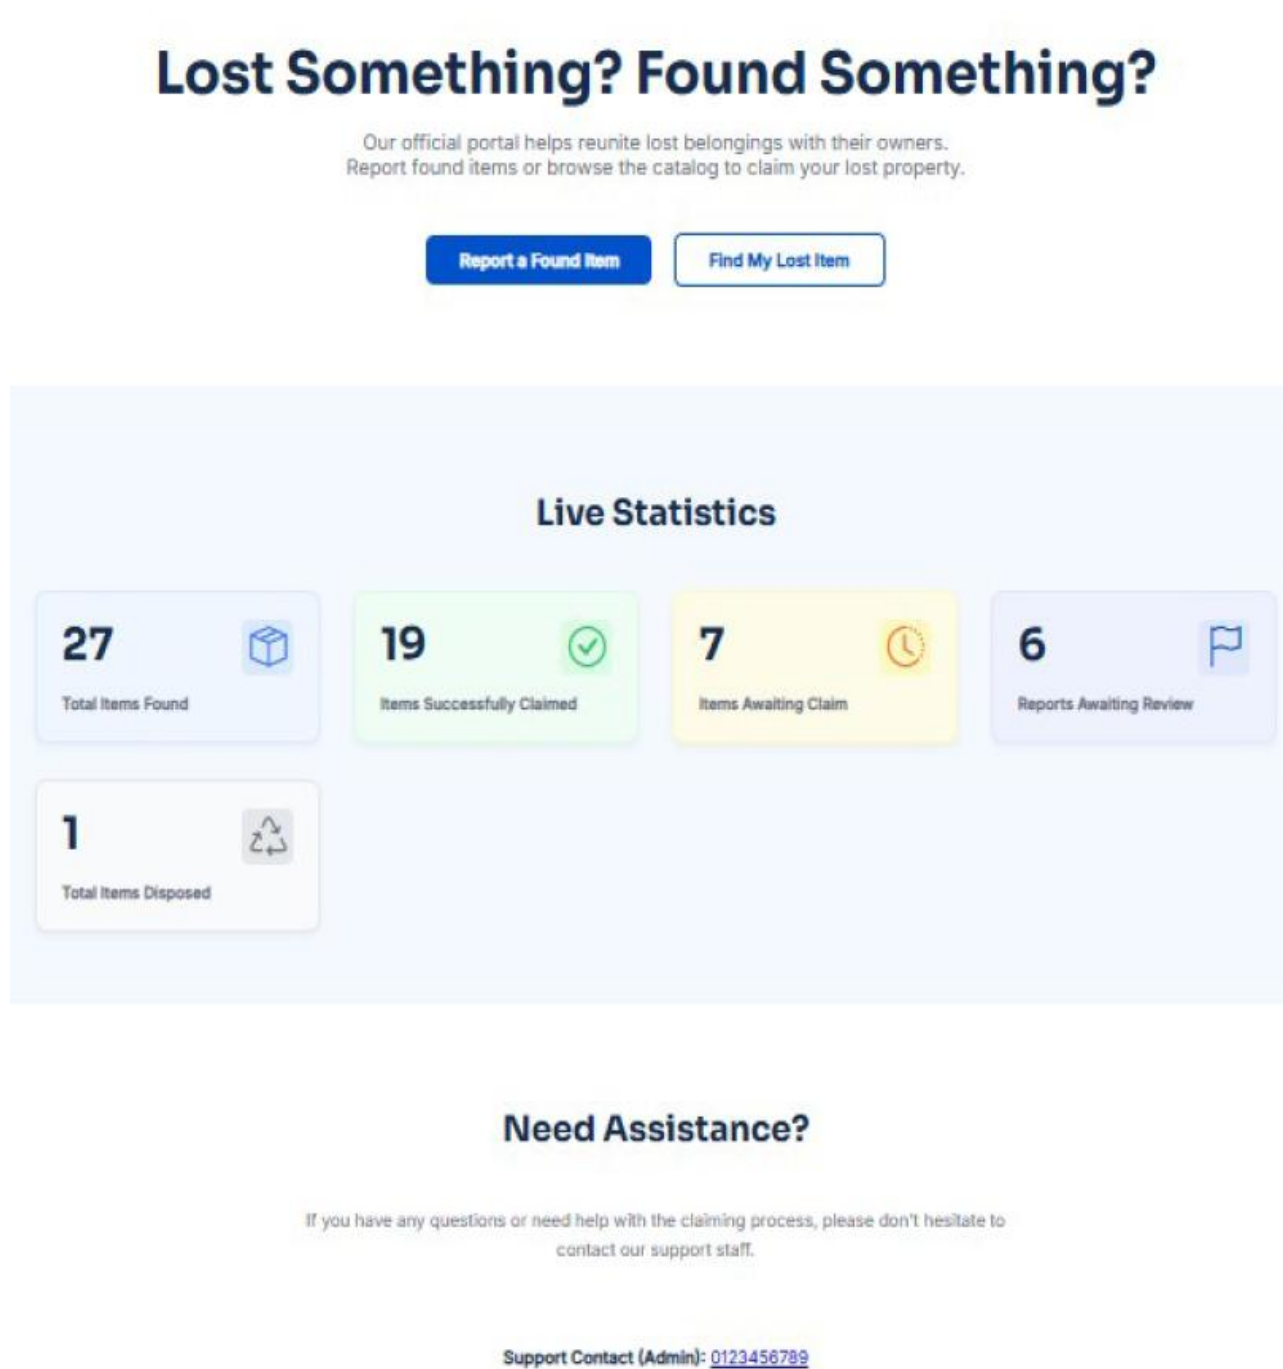 Lost Something? Found Something?
Our official portal helps reunite lost belongings with their owners.
Report found items or browse the catalog to claim your lost property.
Report a Found Item
Find My Lost Item
Live Statistics
27
Total Items Found
19
Items Successfully Claimed
7
Items Awaiting Claim
6
Reports Awaiting Review
1
Total Items Disposed
Need Assistance?
If you have any questions or need help with the claiming process, please don't hesitate to
contact our support staff.
Support Contact (Admin): 0123456789